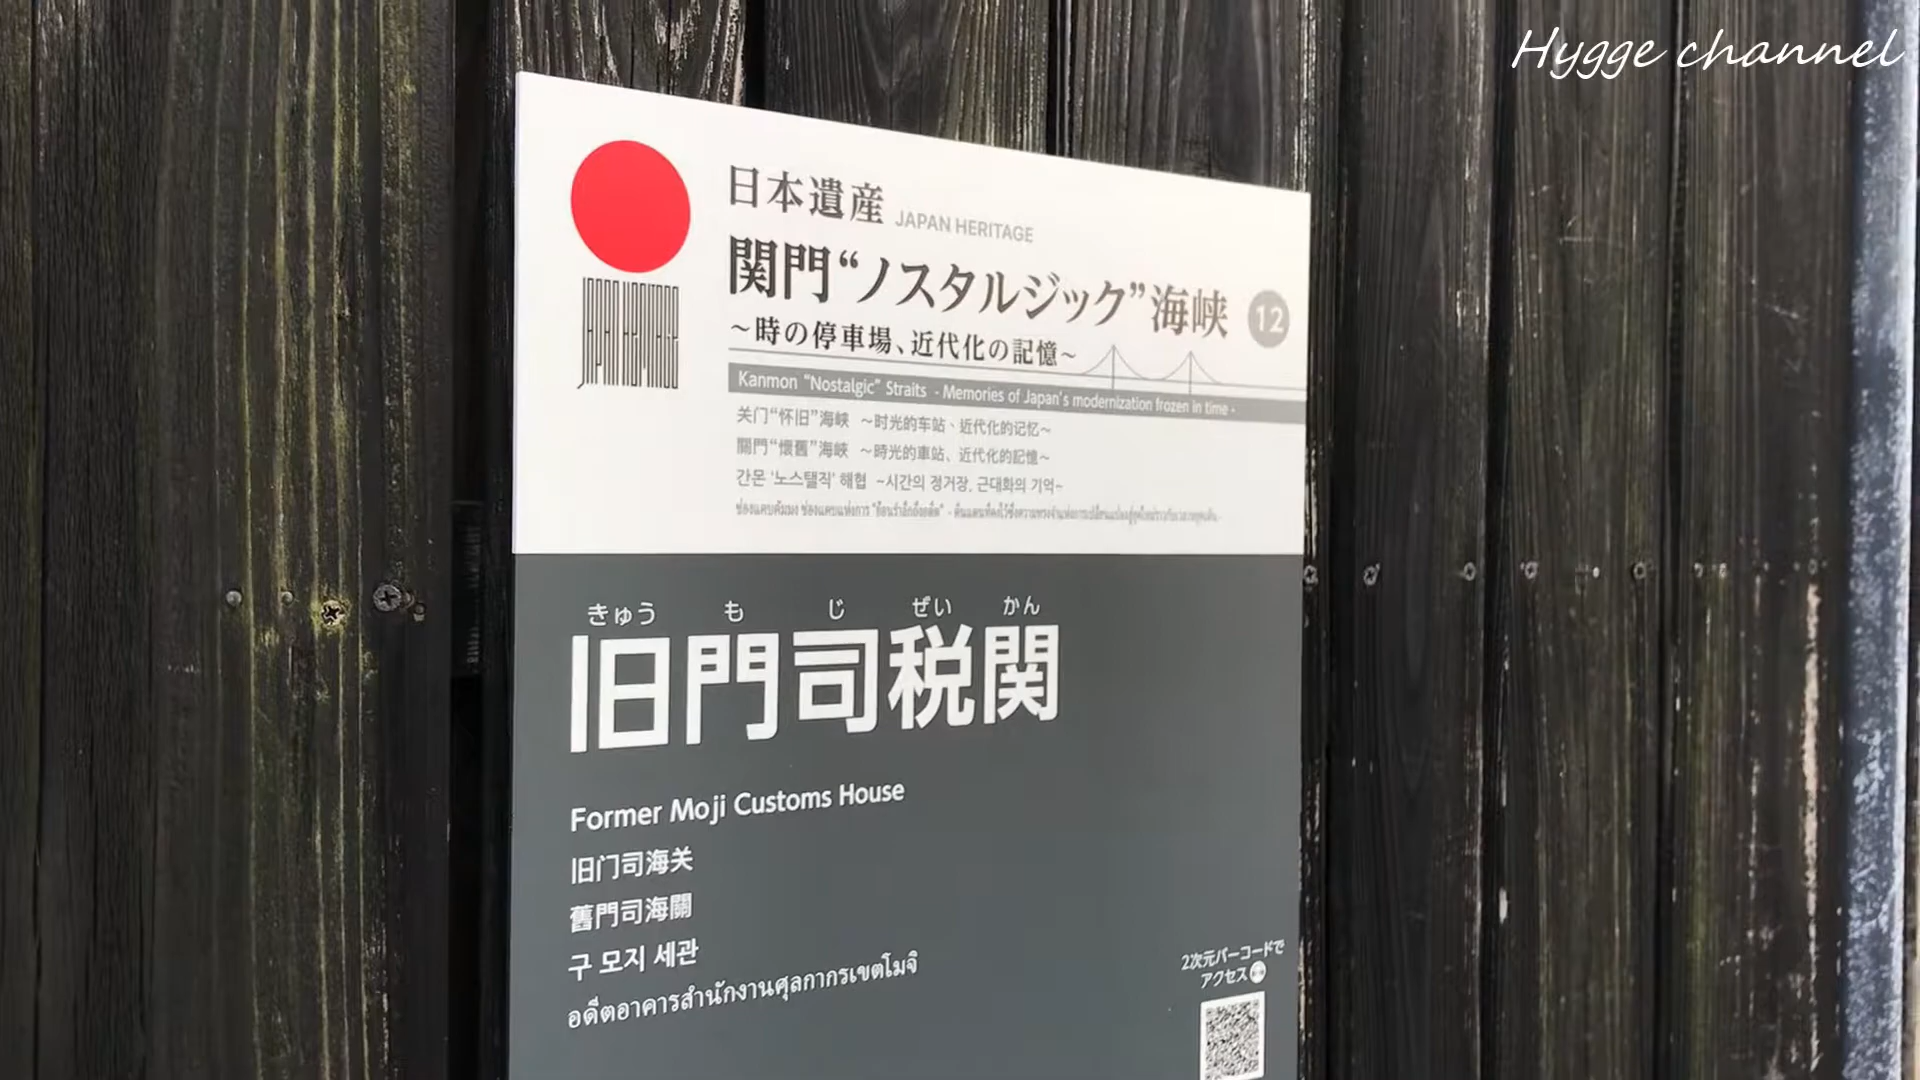 Hygge channel
日本遺産 JAPAN HERITAGE
関門“ノスタルジック”海峡 12
～時の停車場、近代化の記憶～
JAPAN HERITAGE
Kanmon "Nostalgic" Straits - Memories of Japan's modernization frozen in time -
关门“怀旧”海峡 ～时光的车站、近代化的记忆～
關門“懷舊”海峽 ～時光的車站、近代化的記憶～
간몬 '노스탤직' 해협 ~시간의 정거장, 근대화의 기억~
きゅう も じ ぜい かん
旧門司税関
Former Moji Customs House
旧门司海关
舊門司海關
구 모지 세관
อดีตอาคารสำนักงานศุลกากรเขตโมจิ
2次元バーコードで
アクセス